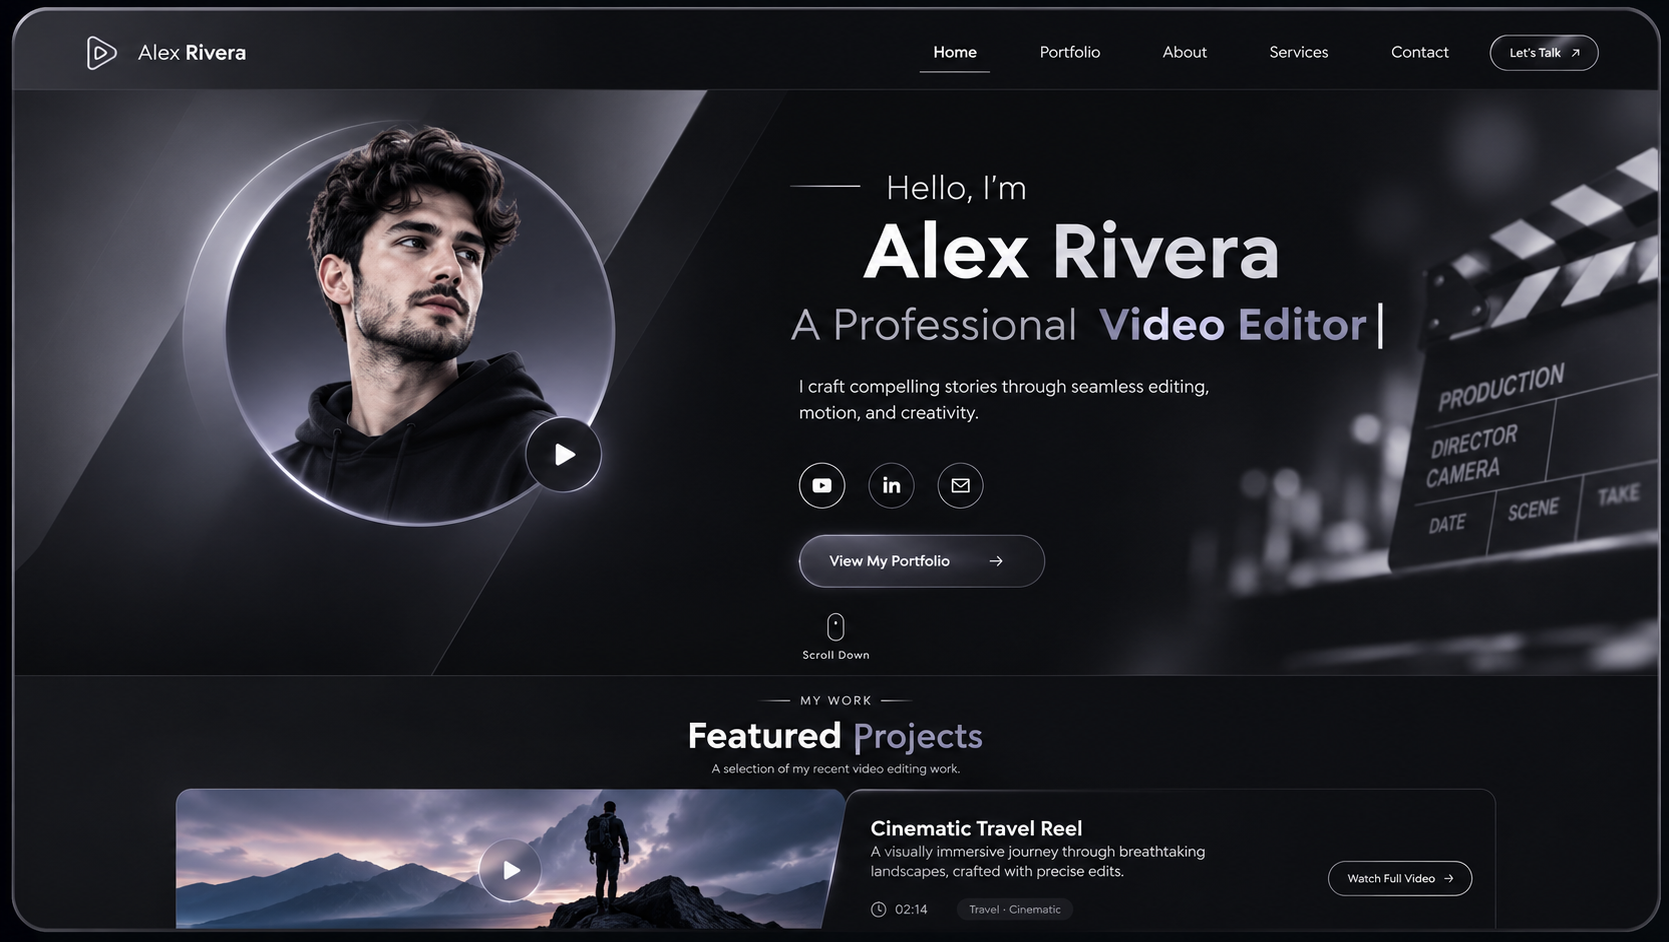 Alex Rivera
Home
Portfolio
About
Services
Contact
Let's Talk
Hello, I'm
Alex Rivera
A Professional Video Editor
I craft compelling stories through seamless editing,
motion, and creativity.
in
View My Portfolio
Scroll Down
PRODUCTION
DIRECTOR
CAMERA
DATE
SCENE
TAKE
MY WORK
Featured Projects
A selection of my recent video editing work.
Cinematic Travel Reel
A visually immersive journey through breathtaking
landscapes, crafted with precise edits.
02:14
Travel · Cinematic
Watch Full Video